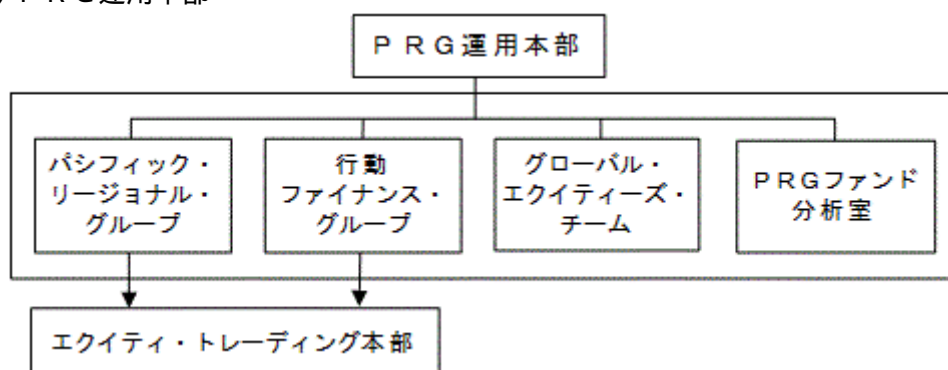 ＰＲＧ運用本部
パシフィック・
リージョナル・
グループ
行動
ファイナンス・
グループ
グローバル・
エクイティーズ・
チーム
ＰＲＧファンド
分析室
エクイティ・トレーディング本部